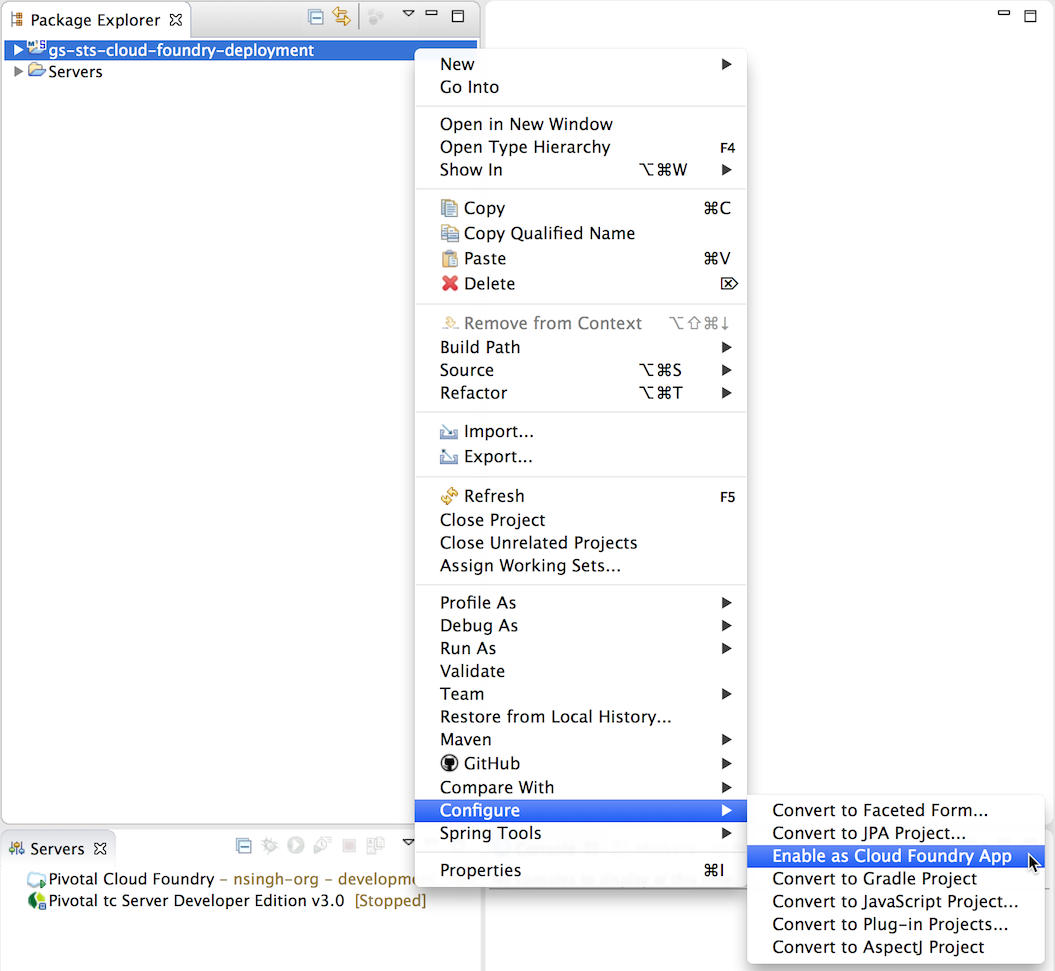 Package Explorer
gs-sts-cloud-foundry-deployment
Servers
New
Go Into
Open in New Window
Open Type Hierarchy F4
Show In ⌥⌘W
Copy ⌘C
Copy Qualified Name
Paste ⌘V
Delete ⌦
Remove from Context ⌥⇧⌘↓
Build Path
Source ⌥⌘S
Refactor ⌥⌘T
Import...
Export...
Refresh F5
Close Project
Close Unrelated Projects
Assign Working Sets...
Profile As
Debug As
Run As
Validate
Team
Restore from Local History...
Maven
GitHub
Compare With
Configure
Spring Tools
Properties ⌘I
Convert to Faceted Form...
Convert to JPA Project...
Enable as Cloud Foundry App
Convert to Gradle Project
Convert to JavaScript Project...
Convert to Plug-in Projects...
Convert to AspectJ Project
Servers
Pivotal Cloud Foundry – nsingh-org – developme
Pivotal tc Server Developer Edition v3.0 [Stopped]